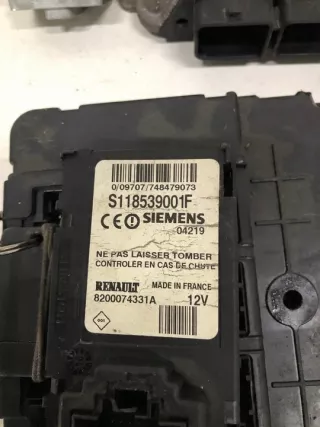 0/09707/748479073
S118539001F
CE SIEMENS
04219
NE PAS LAISSER TOMBER
CONTROLER EN CAS DE CHUTE
RENAULT MADE IN FRANCE
8200074331A 12V